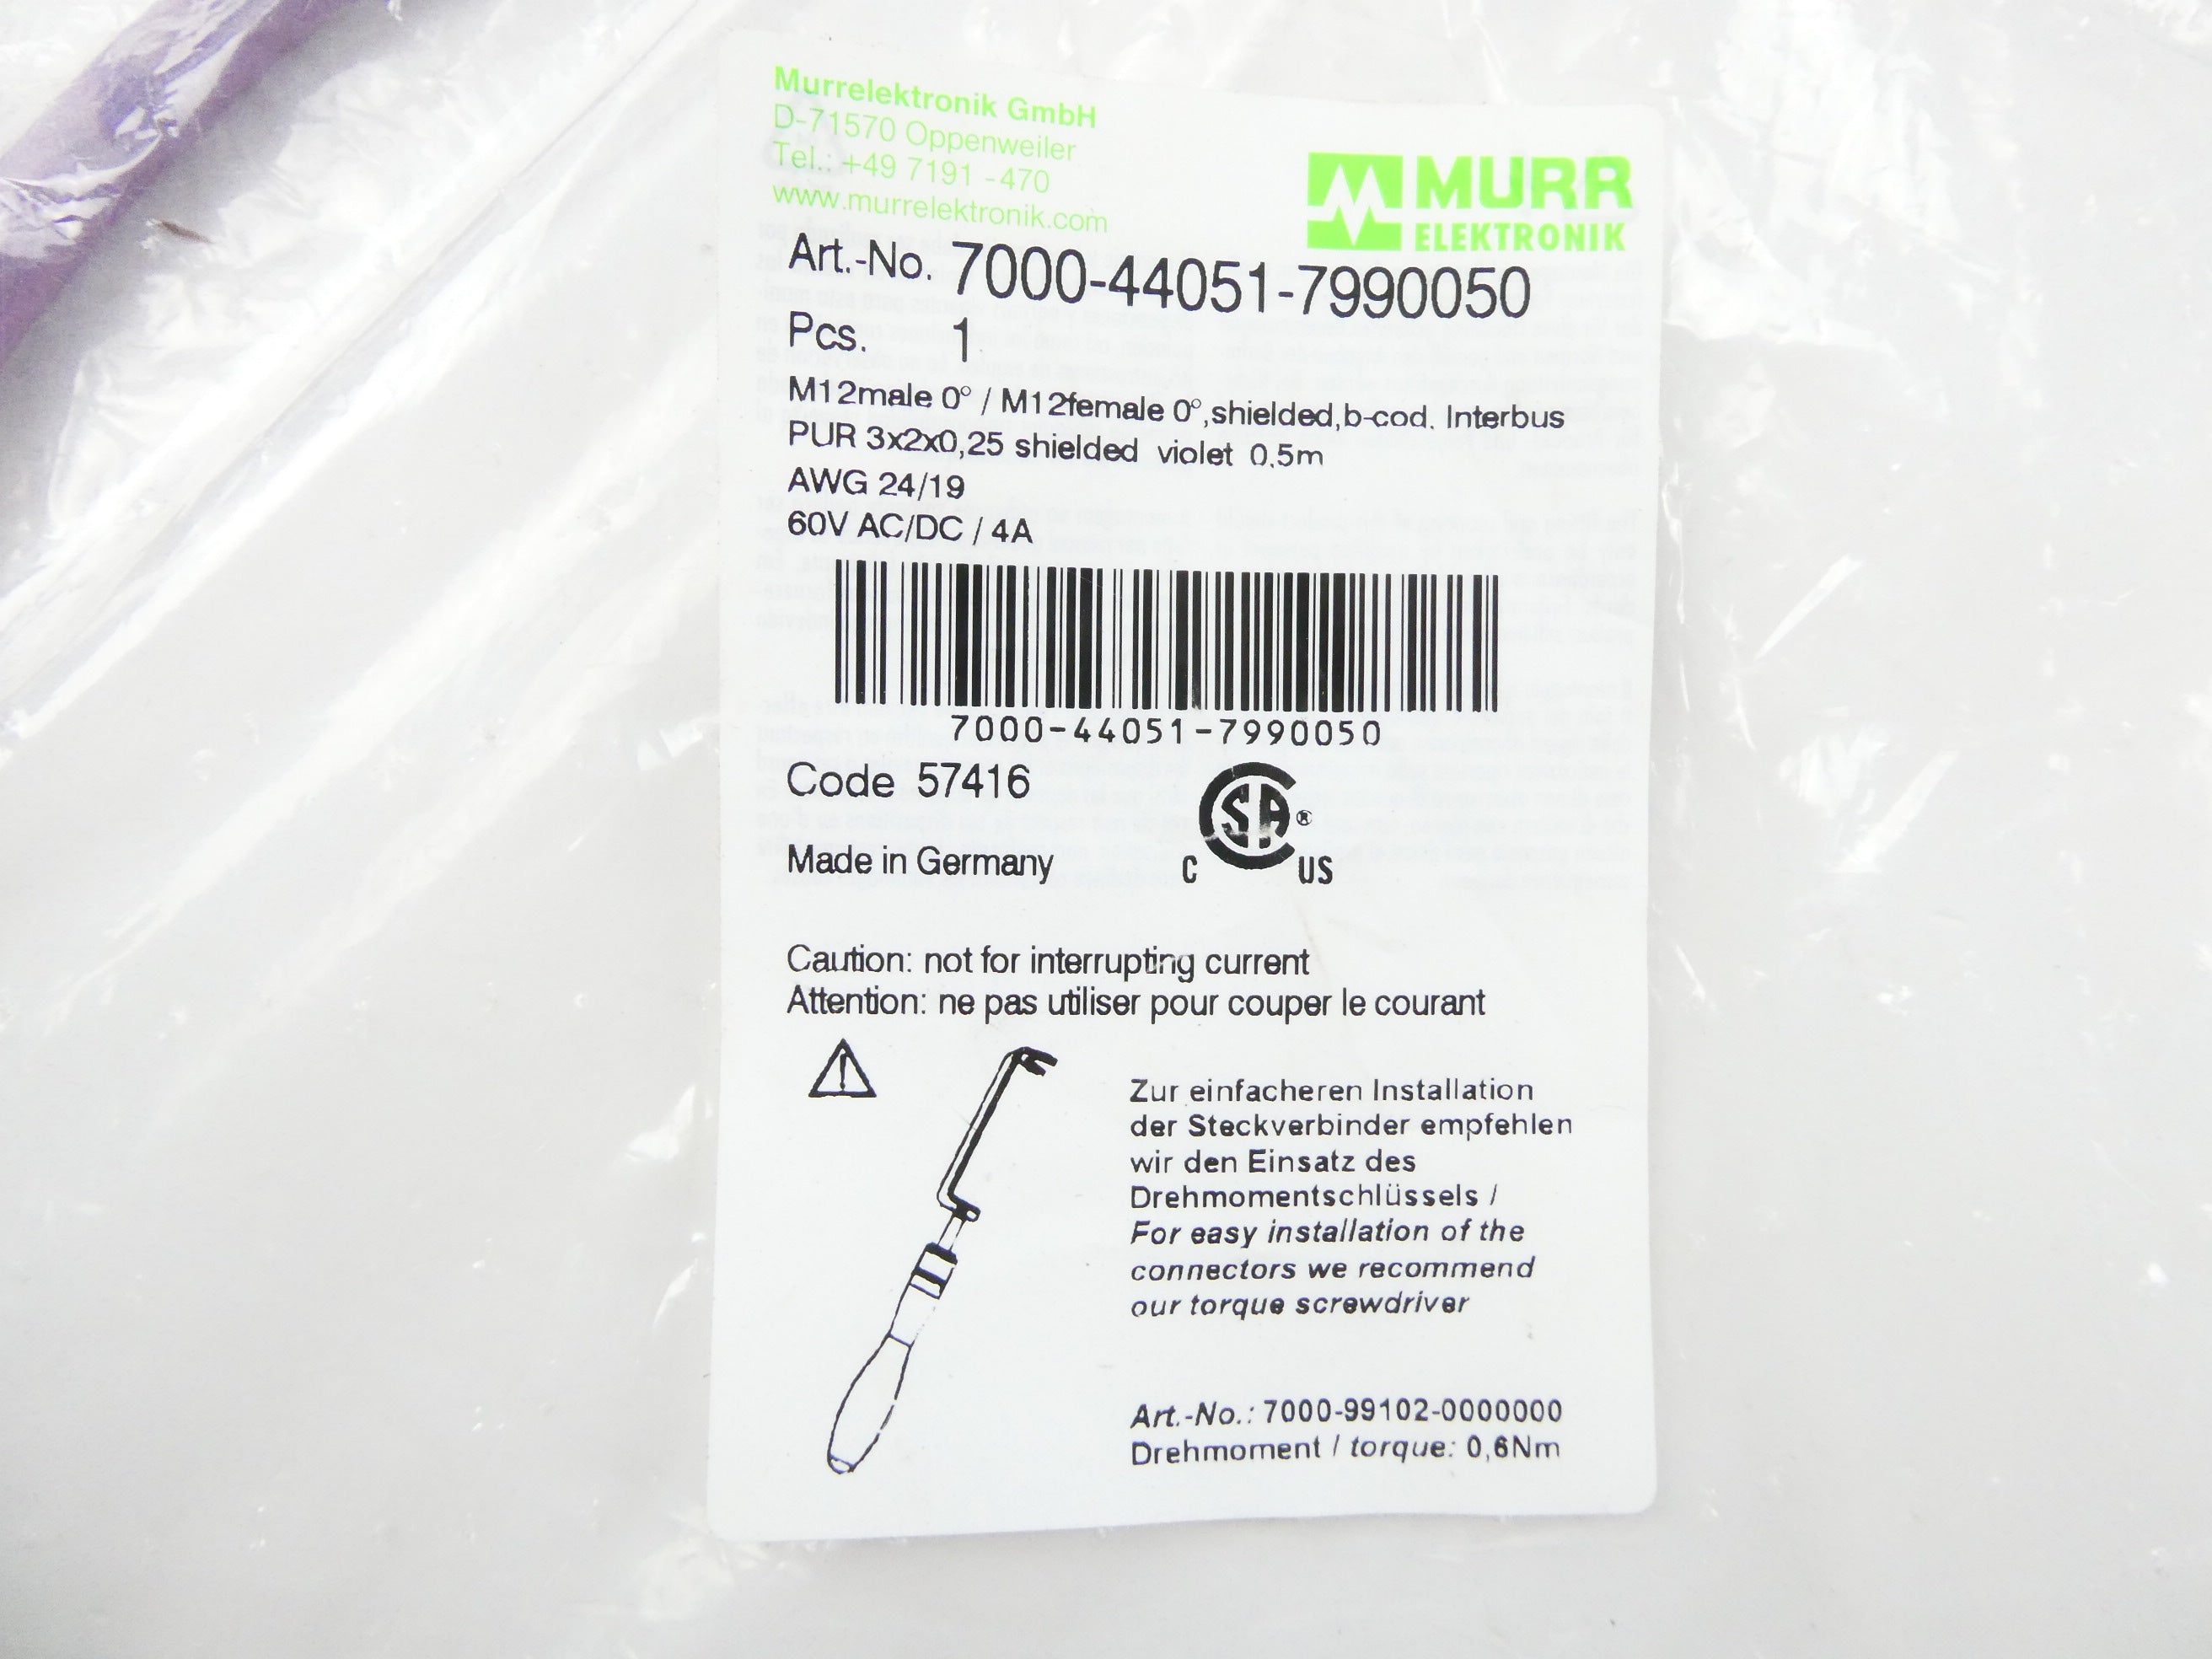 Murrelektronik GmbH
D-71570 Oppenweiler
Tel.: +49 7191 -470
www.murrelektronik.com
MURR
ELEKTRONIK
Art.-No. 7000-44051-7990050
Pcs. 1
M12male 0° / M12female 0°,shielded,b-cod. Interbus
PUR 3x2x0,25 shielded violet 0.5m
AWG 24/19
60V AC/DC / 4A
7000-44051-7990050
Code 57416
CSA®
C US
Made in Germany
Caution: not for interrupting current
Attention: ne pas utiliser pour couper le courant
Zur einfacheren Installation
der Steckverbinder empfehlen
wir den Einsatz des
Drehmomentschlüssels /
For easy installation of the
connectors we recommend
our torque screwdriver
Art.-No.: 7000-99102-0000000
Drehmoment / torque: 0,6Nm